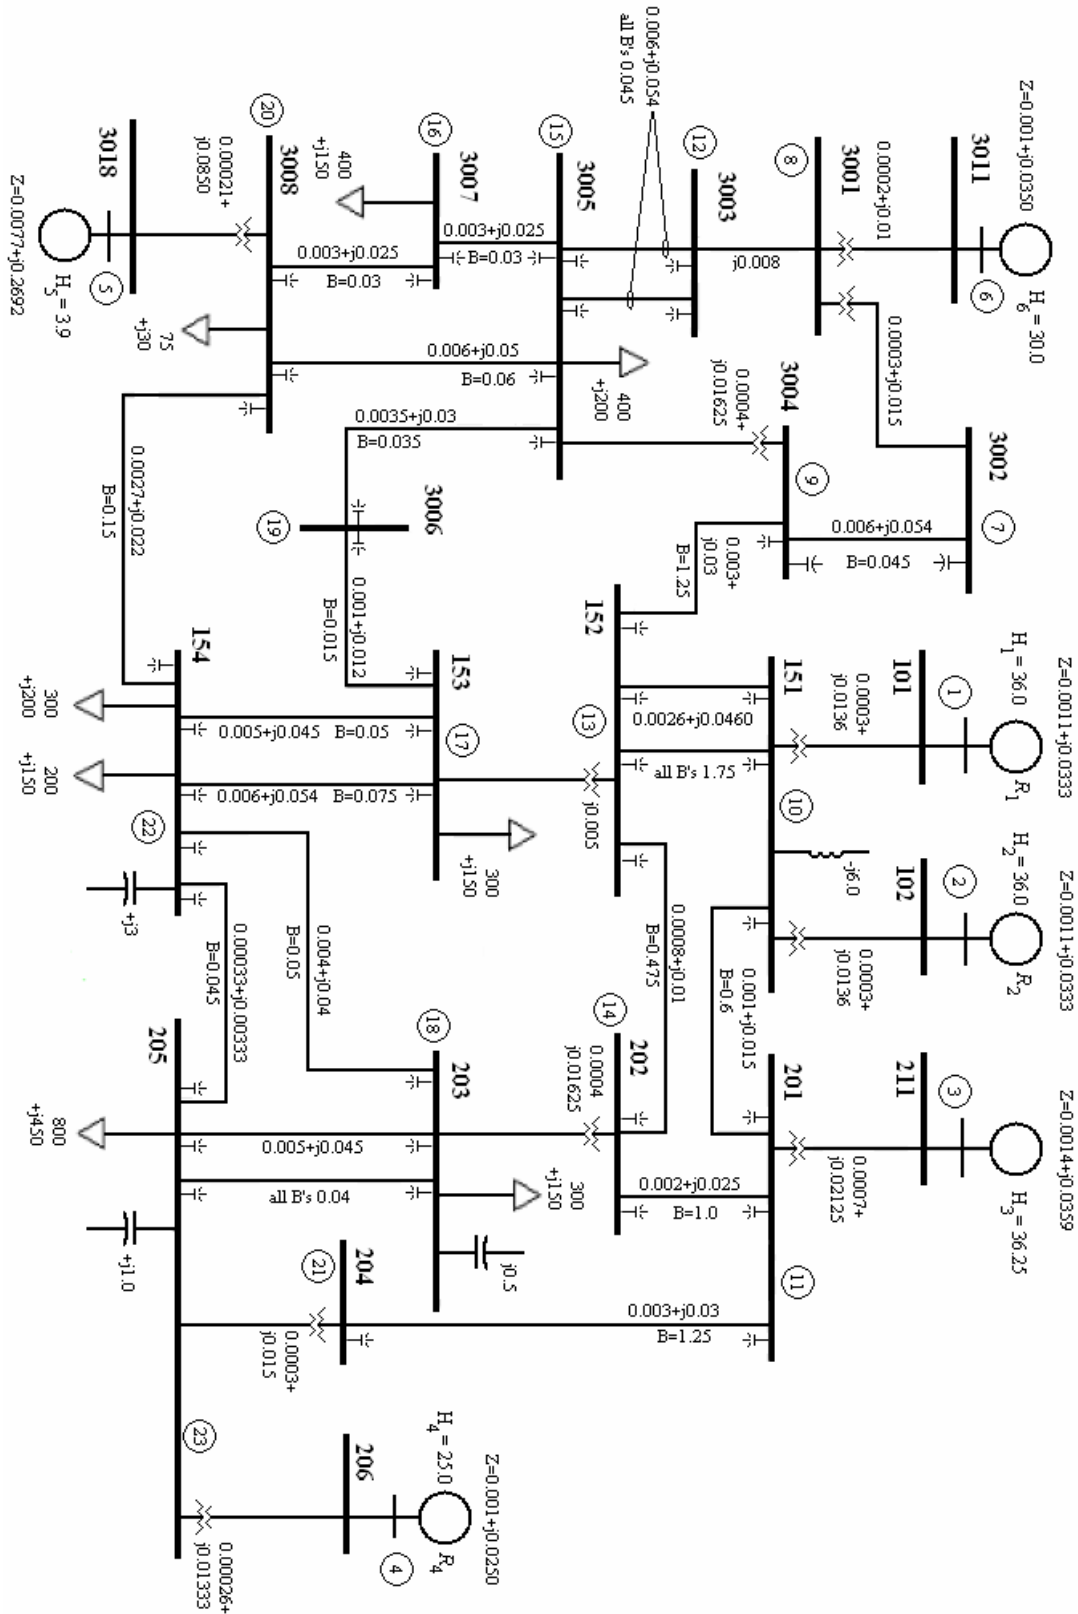 Z=0.001+j0.0350
H6 = 30.0
6
3011
0.0002+j0.01
3001
8
j0.008
0.0003+j0.015
3002
7
0.006+j0.054
B=0.045
3004
9
0.0004+
j0.01625
0.003+
j0.03
B=1.25
3003
12
0.006+j0.054
all B's 0.045
3005
15
400
+j200
0.003+j0.025
B=0.03
3007
16
400
+j150
0.003+j0.025
B=0.03
0.006+j0.05
B=0.06
0.0035+j0.03
B=0.035
3006
19
0.001+j0.012
B=0.015
20
3008
0.00021+
j0.0850
75
+j30
3018
5
H5 = 3.9
Z=0.0077+j0.2692
0.0027+j0.022
B=0.15
Z=0.0011+j0.0333
H1 = 36.0
R1
1
101
0.0003+
j0.0136
Z=0.0011+j0.0333
H2 = 36.0
R2
2
102
0.0003+
j0.0136
Z=0.0014+j0.0359
H3 = 36.25
3
211
0.0007+
j0.02125
151
10
-j6.0
0.001+j0.015
B=0.6
201
11
0.0026+j0.0460
all B's 1.75
152
13
0.0008+j0.01
B=0.475
202
14
0.002+j0.025
B=1.0
0.003+j0.03
B=1.25
j0.005
0.0004
j0.01625
153
17
300
+j150
203
18
300
+j150
j0.5
204
21
0.0003+
j0.015
0.005+j0.045
B=0.05
0.006+j0.054
B=0.075
0.004+j0.04
B=0.05
0.00033+j0.00333
B=0.045
0.005+j0.045
all B's 0.04
154
22
300
+j200
200
+j150
+j3
205
23
800
+j450
+j1.0
Z=0.001+j0.0250
H4 = 25.0
R4
4
206
0.00026+
j0.01333